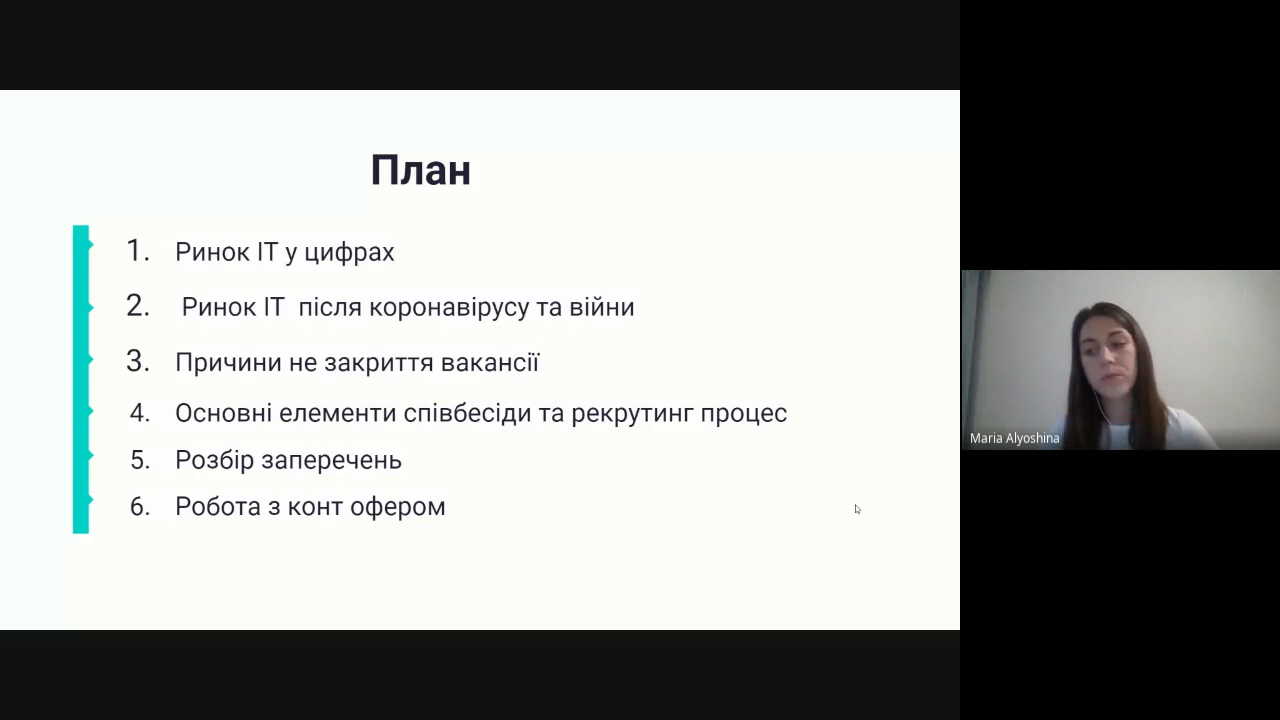 План
1. Ринок ІТ у цифрах
2. Ринок ІТ після коронавірусу та війни
3. Причини не закриття вакансії
4. Основні елементи співбесіди та рекрутинг процес
5. Розбір заперечень
6. Робота з конт офером
Maria Alyoshina